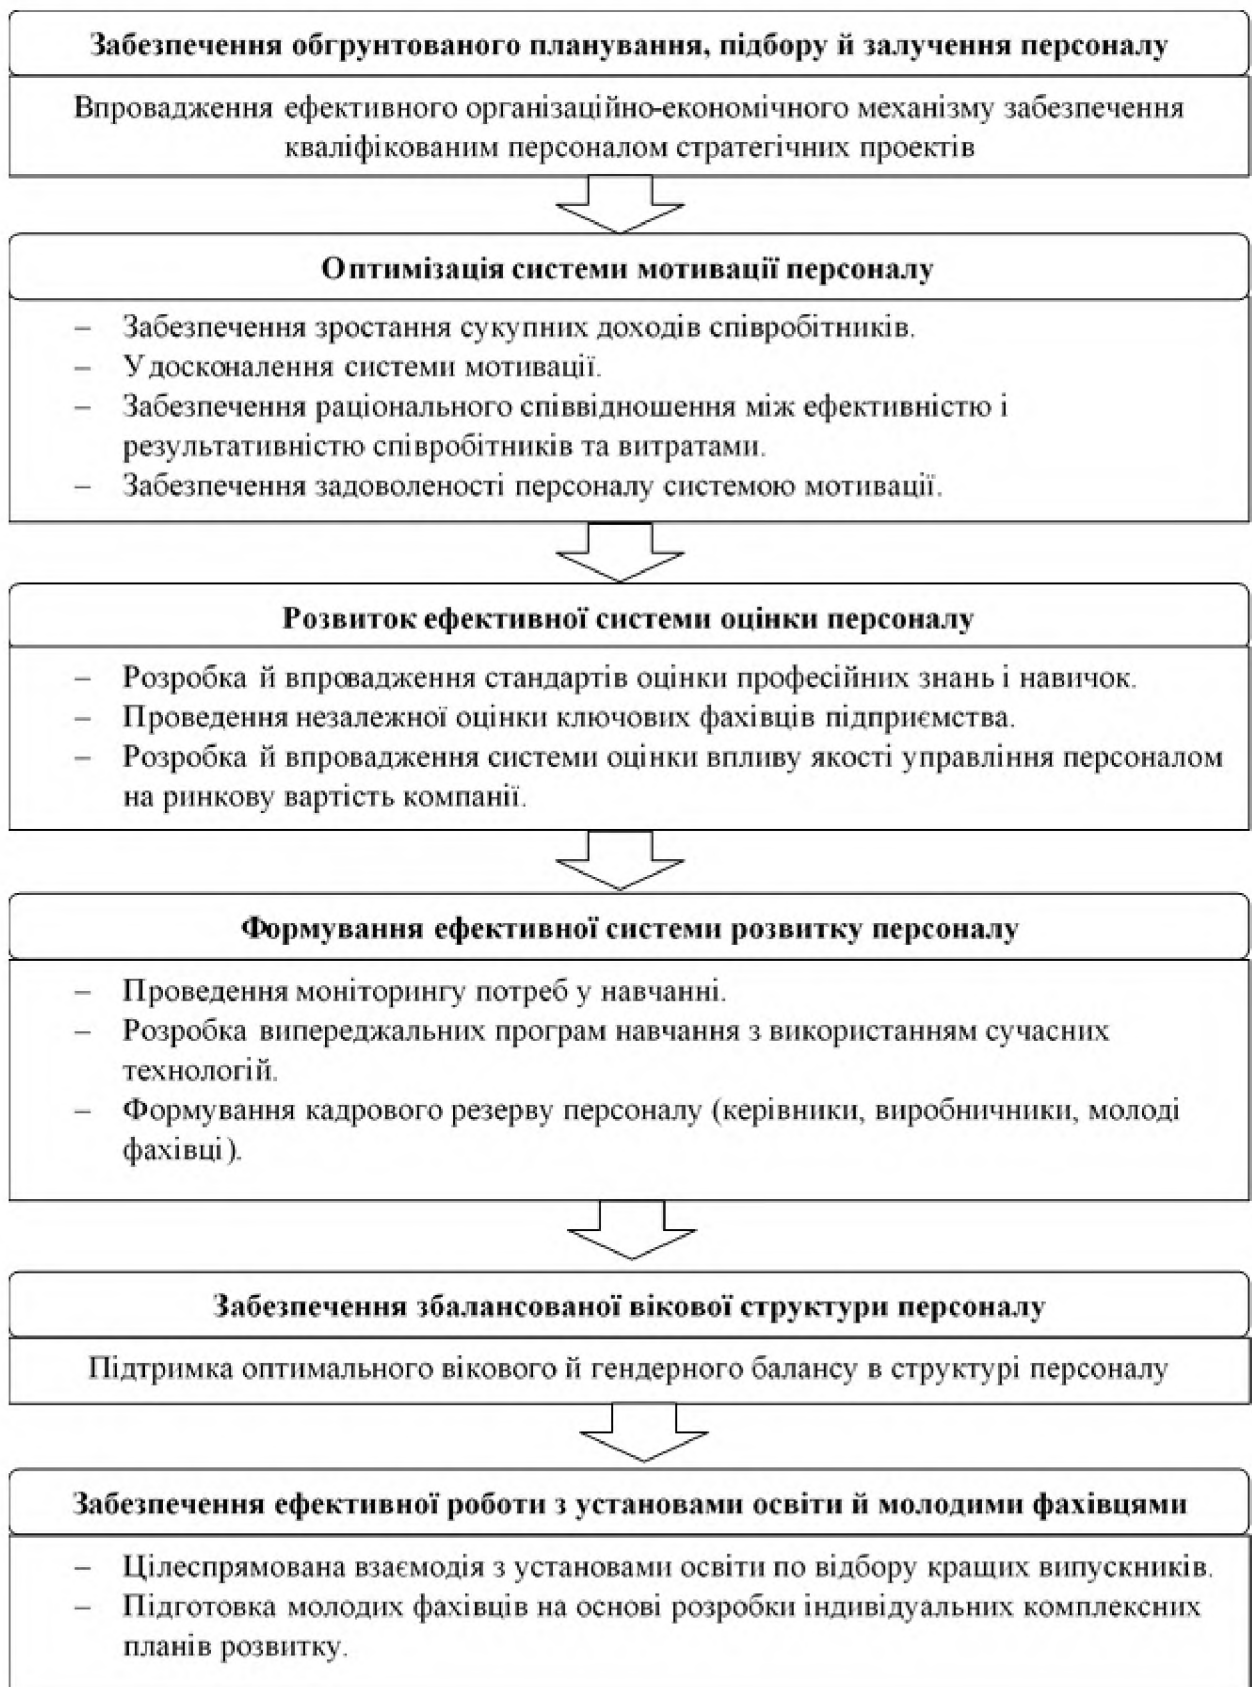 Забезпечення обгрунтованого планування, підбору й залучення персоналу
Впровадження ефективного організаційно-економічного механізму забезпечення
кваліфікованим персоналом стратегічних проектів
Оптимізація системи мотивації персоналу
– Забезпечення зростання сукупних доходів співробітників.
– Удосконалення системи мотивації.
– Забезпечення раціонального співвідношення між ефективністю і
результативністю співробітників та витратами.
– Забезпечення задоволеності персоналу системою мотивації.
Розвиток ефективної системи оцінки персоналу
– Розробка й впровадження стандартів оцінки професійних знань і навичок.
– Проведення незалежної оцінки ключових фахівців підприємства.
– Розробка й впровадження системи оцінки впливу якості управління персоналом
на ринкову вартість компанії.
Формування ефективної системи розвитку персоналу
– Проведення моніторингу потреб у навчанні.
– Розробка випереджальних програм навчання з використанням сучасних
технологій.
– Формування кадрового резерву персоналу (керівники, виробничники, молоді
фахівці).
Забезпечення збалансованої вікової структури персоналу
Підтримка оптимального вікового й гендерного балансу в структурі персоналу
Забезпечення ефективної роботи з установами освіти й молодими фахівцями
– Цілеспрямована взаємодія з установами освіти по відбору кращих випускників.
– Підготовка молодих фахівців на основі розробки індивідуальних комплексних
планів розвитку.